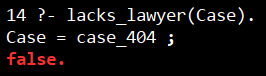 14 ?- lacks_lawyer(Case).
Case = case_404 ;
false.